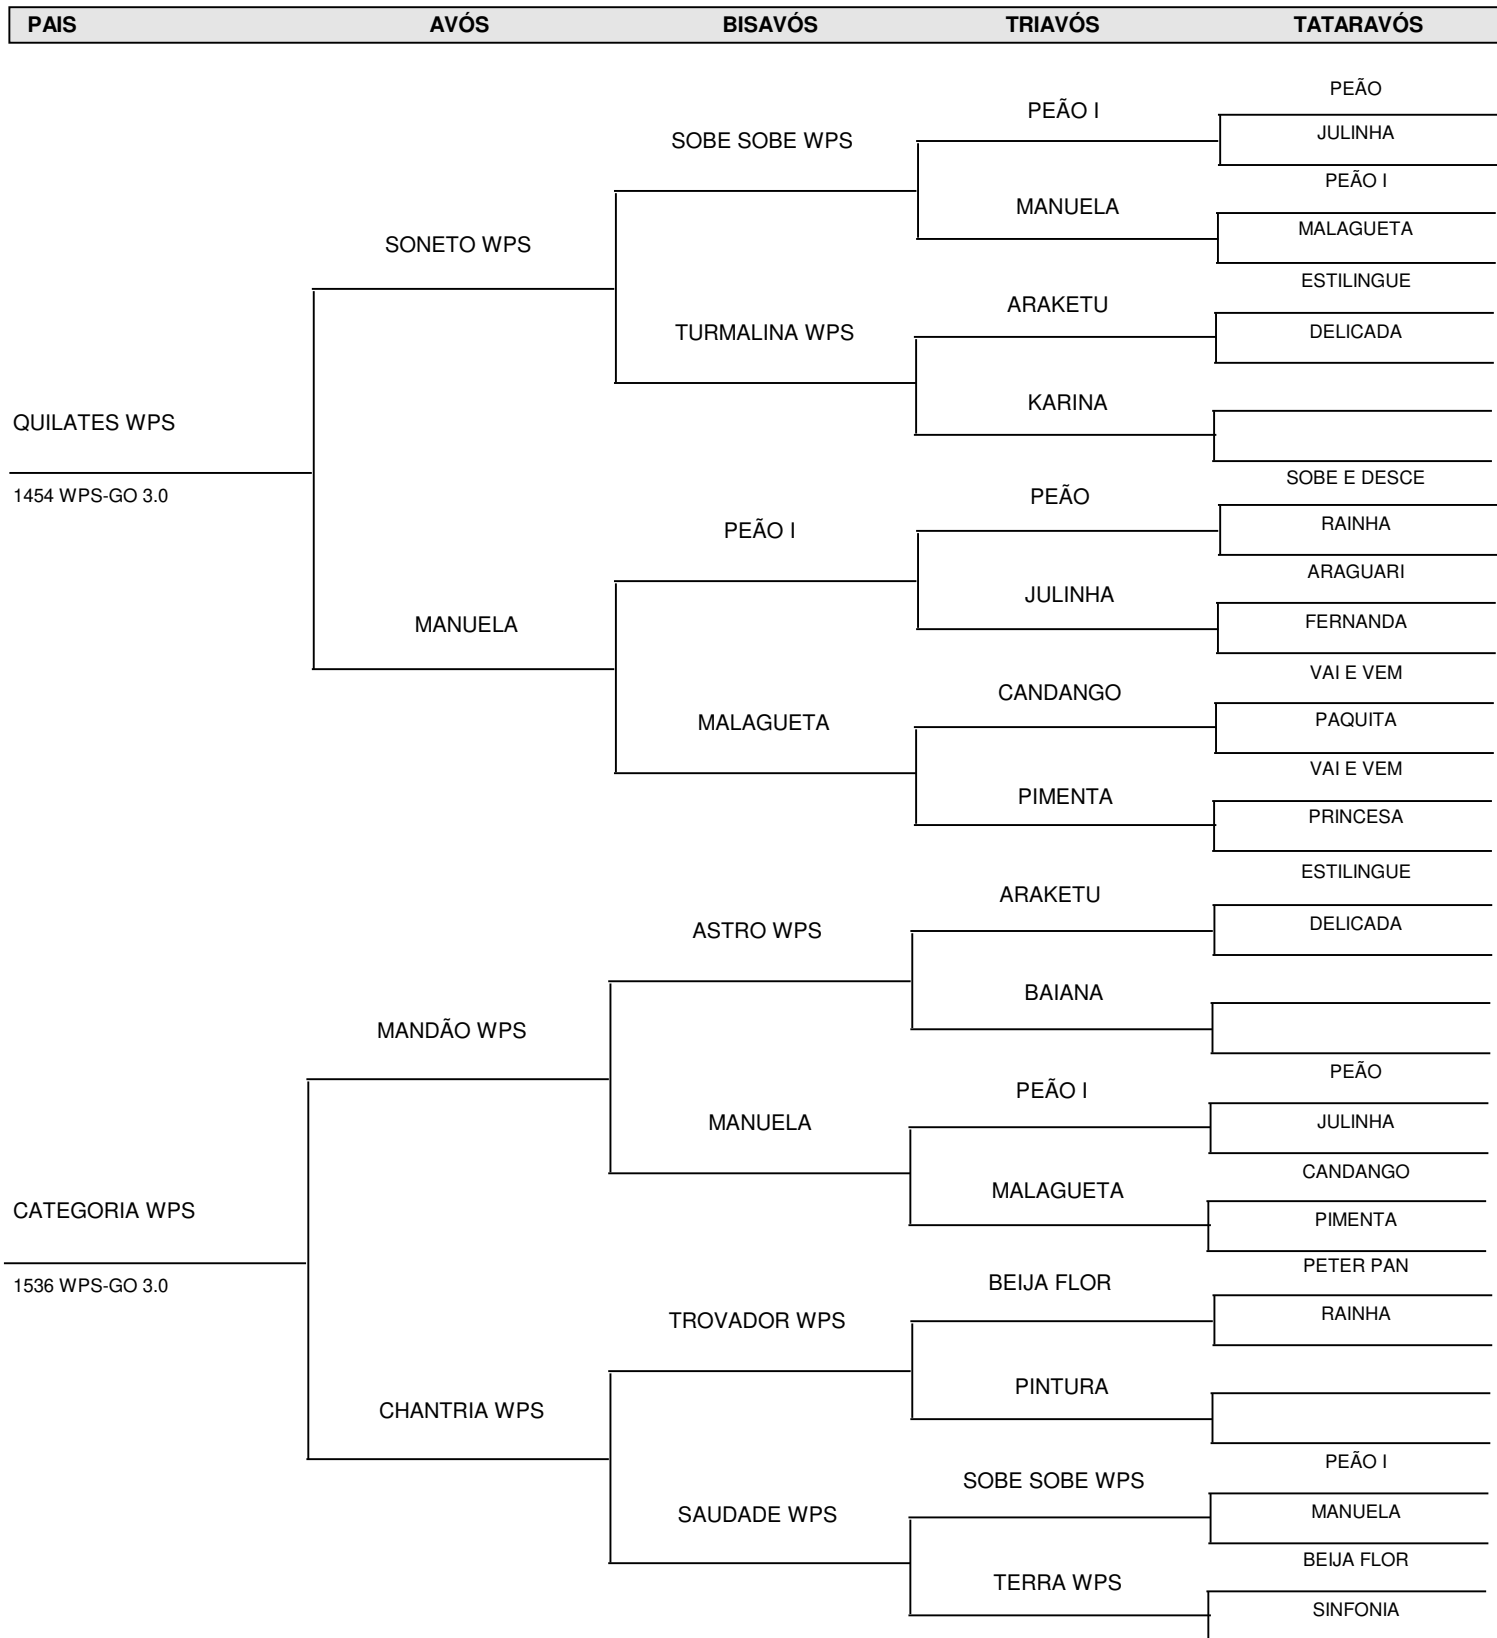 PAIS AVÓS BISAVÓS TRIAVÓS TATARAVÓS
PEÃO
PEÃO I
JULINHA
SOBE SOBE WPS
PEÃO I
MANUELA
MALAGUETA
SONETO WPS
ESTILINGUE
ARAKETU
DELICADA
TURMALINA WPS
KARINA
QUILATES WPS
SOBE E DESCE
1454 WPS-GO 3.0
PEÃO
RAINHA
PEÃO I
ARAGUARI
JULINHA
FERNANDA
MANUELA
VAI E VEM
CANDANGO
PAQUITA
MALAGUETA
VAI E VEM
PIMENTA
PRINCESA
ESTILINGUE
ARAKETU
DELICADA
ASTRO WPS
BAIANA
MANDÃO WPS
PEÃO
PEÃO I
JULINHA
MANUELA
CANDANGO
MALAGUETA
CATEGORIA WPS
PIMENTA
PETER PAN
1536 WPS-GO 3.0
BEIJA FLOR
RAINHA
TROVADOR WPS
PINTURA
CHANTRIA WPS
PEÃO I
SOBE SOBE WPS
MANUELA
SAUDADE WPS
BEIJA FLOR
TERRA WPS
SINFONIA